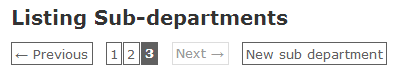 Listing Sub-departments
← Previous 1 2 3 Next → New sub department